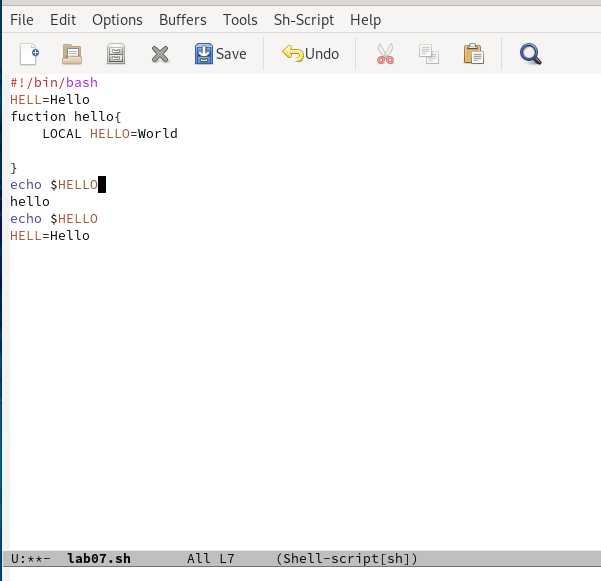 File Edit Options Buffers Tools Sh-Script Help
Save Undo
#!/bin/bash
HELL=Hello
fuction hello{
    LOCAL HELLO=World
}
echo $HELLO
hello
echo $HELLO
HELL=Hello
U:**- lab07.sh All L7 (Shell-script[sh])